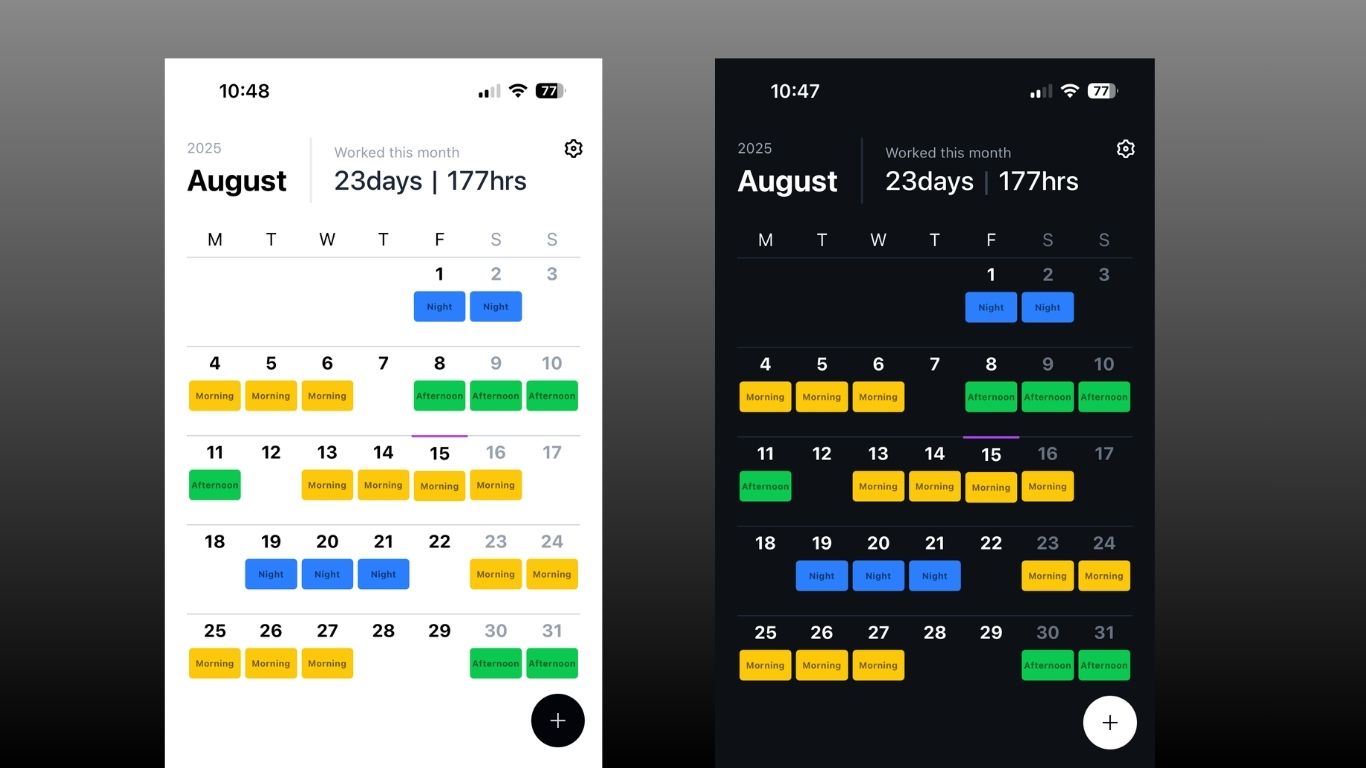 10:48
77
2025
August
Worked this month
23days | 177hrs
M T W T F S S
1 2 3
Night Night
4 5 6 7 8 9 10
Morning Morning Morning Afternoon Afternoon Afternoon
11 12 13 14 15 16 17
Afternoon Morning Morning Morning Morning
18 19 20 21 22 23 24
Night Night Night Morning Morning
25 26 27 28 29 30 31
Morning Morning Morning Afternoon Afternoon
+
10:47
77
2025
August
Worked this month
23days | 177hrs
M T W T F S S
1 2 3
Night Night
4 5 6 7 8 9 10
Morning Morning Morning Afternoon Afternoon Afternoon
11 12 13 14 15 16 17
Afternoon Morning Morning Morning Morning
18 19 20 21 22 23 24
Night Night Night Morning Morning
25 26 27 28 29 30 31
Morning Morning Morning Afternoon Afternoon
+